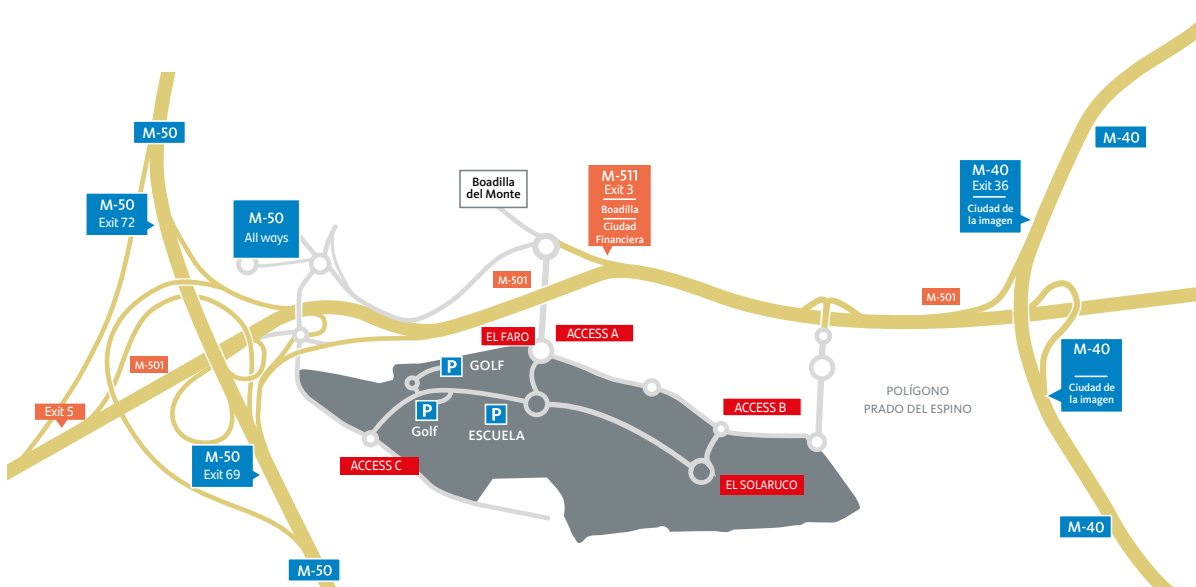 M-50
M-40
Boadilla
del Monte
M-511
Exit 3
Boadilla
Ciudad
Financiera
M-40
Exit 36
Ciudad de
la imagen
M-50
Exit 72
M-50
All ways
M-501
M-501
EL FARO
ACCESS A
M-501
P
GOLF
M-40
Ciudad de
la imagen
POLÍGONO
PRADO DEL ESPINO
Exit 5
P
Golf
P
ESCUELA
ACCESS B
M-50
Exit 69
ACCESS C
EL SOLARUCO
M-40
M-50